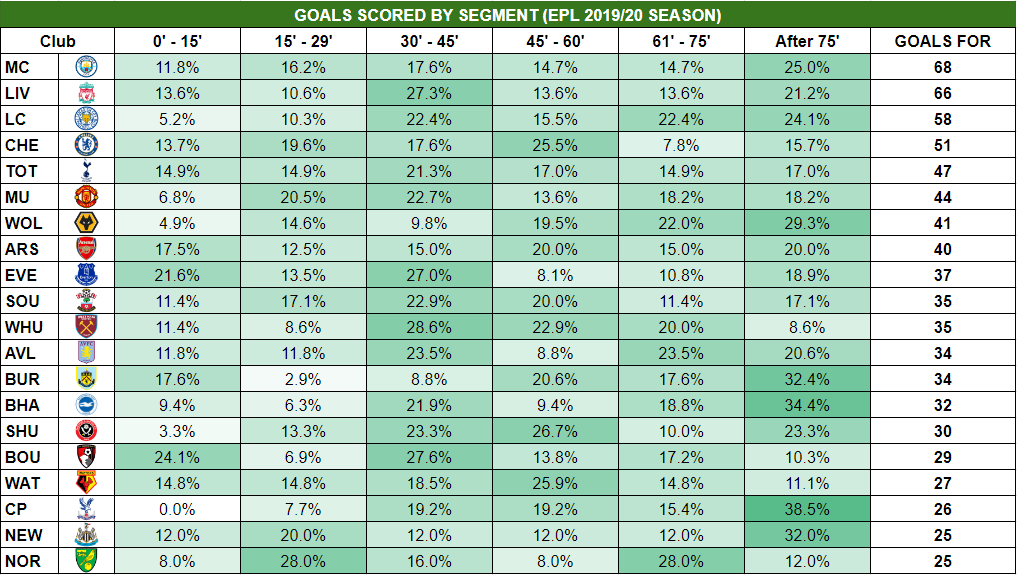 GOALS SCORED BY SEGMENT (EPL 2019/20 SEASON)
Club 0' - 15' 15' - 29' 30' - 45' 45' - 60' 61' - 75' After 75' GOALS FOR
MC 11.8% 16.2% 17.6% 14.7% 14.7% 25.0% 68
LIV 13.6% 10.6% 27.3% 13.6% 13.6% 21.2% 66
LC 5.2% 10.3% 22.4% 15.5% 22.4% 24.1% 58
CHE 13.7% 19.6% 17.6% 25.5% 7.8% 15.7% 51
TOT 14.9% 14.9% 21.3% 17.0% 14.9% 17.0% 47
MU 6.8% 20.5% 22.7% 13.6% 18.2% 18.2% 44
WOL 4.9% 14.6% 9.8% 19.5% 22.0% 29.3% 41
ARS 17.5% 12.5% 15.0% 20.0% 15.0% 20.0% 40
EVE 21.6% 13.5% 27.0% 8.1% 10.8% 18.9% 37
SOU 11.4% 17.1% 22.9% 20.0% 11.4% 17.1% 35
WHU 11.4% 8.6% 28.6% 22.9% 20.0% 8.6% 35
AVL 11.8% 11.8% 23.5% 8.8% 23.5% 20.6% 34
BUR 17.6% 2.9% 8.8% 20.6% 17.6% 32.4% 34
BHA 9.4% 6.3% 21.9% 9.4% 18.8% 34.4% 32
SHU 3.3% 13.3% 23.3% 26.7% 10.0% 23.3% 30
BOU 24.1% 6.9% 27.6% 13.8% 17.2% 10.3% 29
WAT 14.8% 14.8% 18.5% 25.9% 14.8% 11.1% 27
CP 0.0% 7.7% 19.2% 19.2% 15.4% 38.5% 26
NEW 12.0% 20.0% 12.0% 12.0% 12.0% 32.0% 25
NOR 8.0% 28.0% 16.0% 8.0% 28.0% 12.0% 25